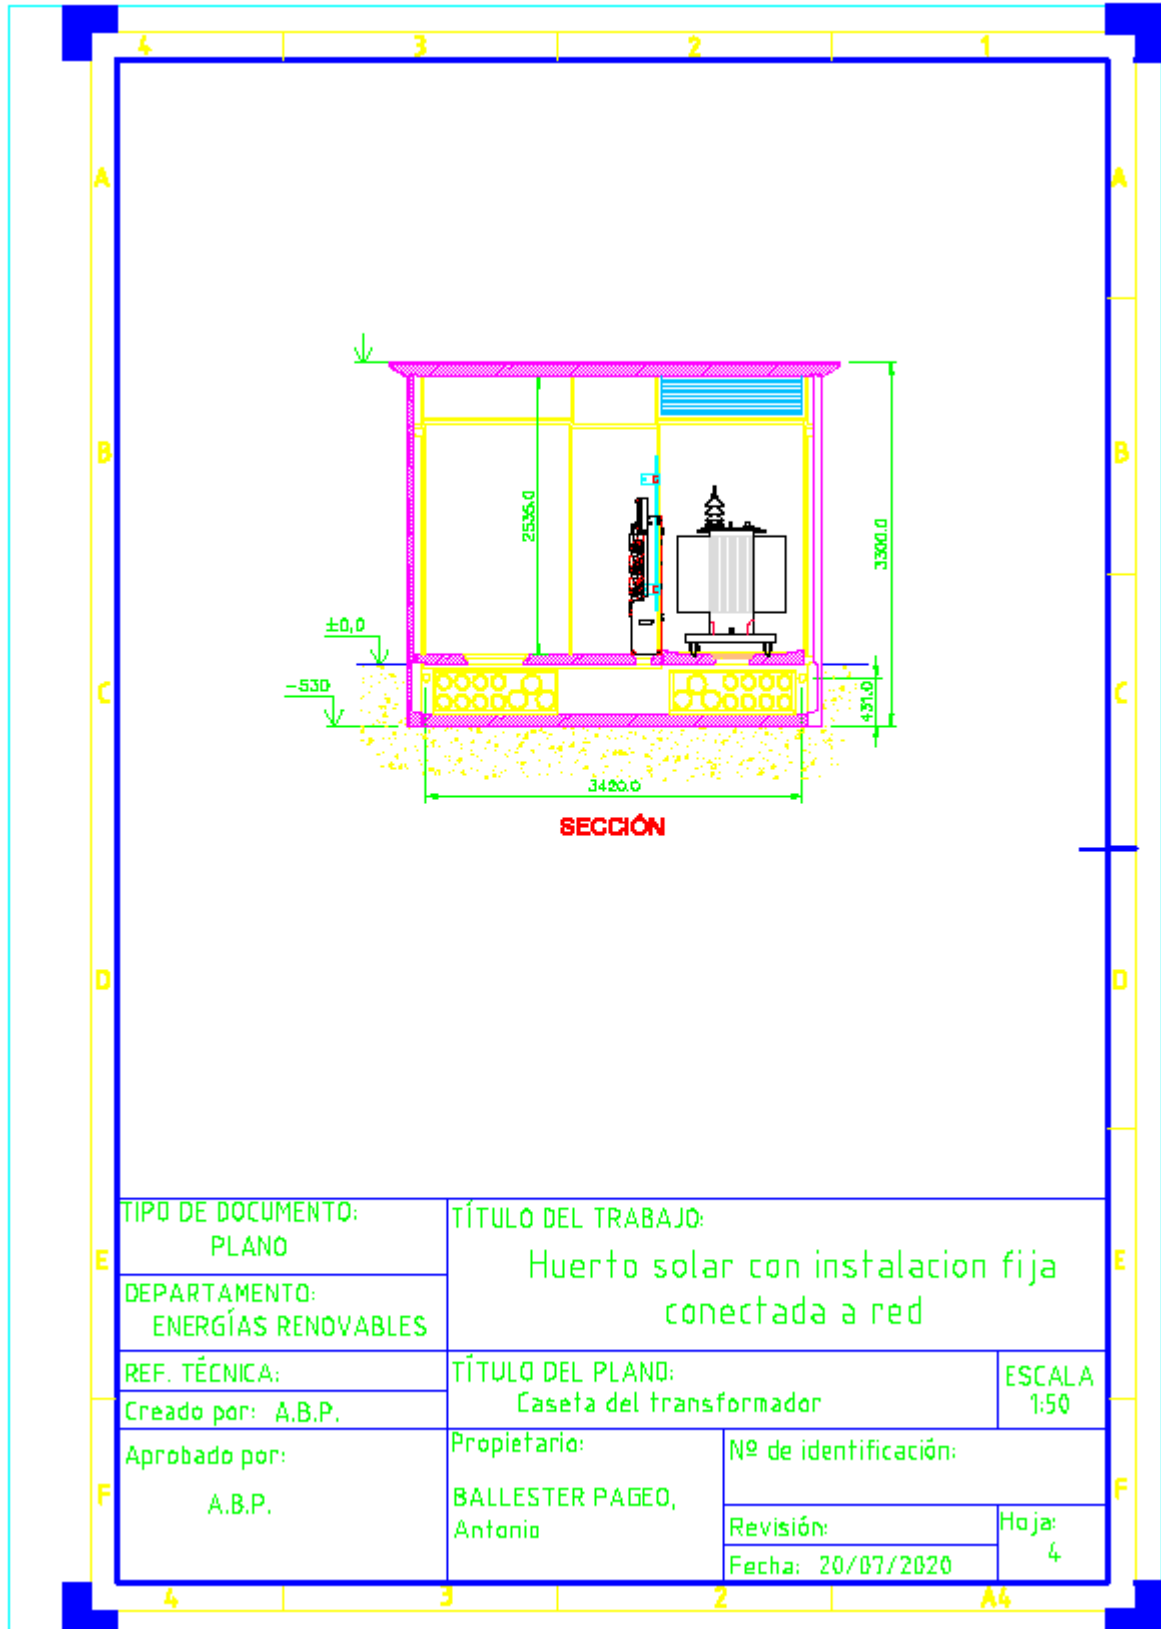 4 3 2 1
A A
B B
2535.0
3300.0
±0,0
-530
C C
431.0
3420.0
SECCIÓN
D D
TIPO DE DOCUMENTO:
PLANO
TÍTULO DEL TRABAJO:
Huerto solar con instalacion fija
conectada a red
E E
DEPARTAMENTO:
ENERGÍAS RENOVABLES
REF. TÉCNICA:
TÍTULO DEL PLANO:
Caseta del transformador
ESCALA
1:50
Creado por: A.B.P.
Aprobado por:
A.B.P.
Propietario:
BALLESTER PAGEO,
Antonio
Nº de identificación:
F F
Revisión:
Hoja:
4
Fecha: 20/07/2020
4 3 2 A4